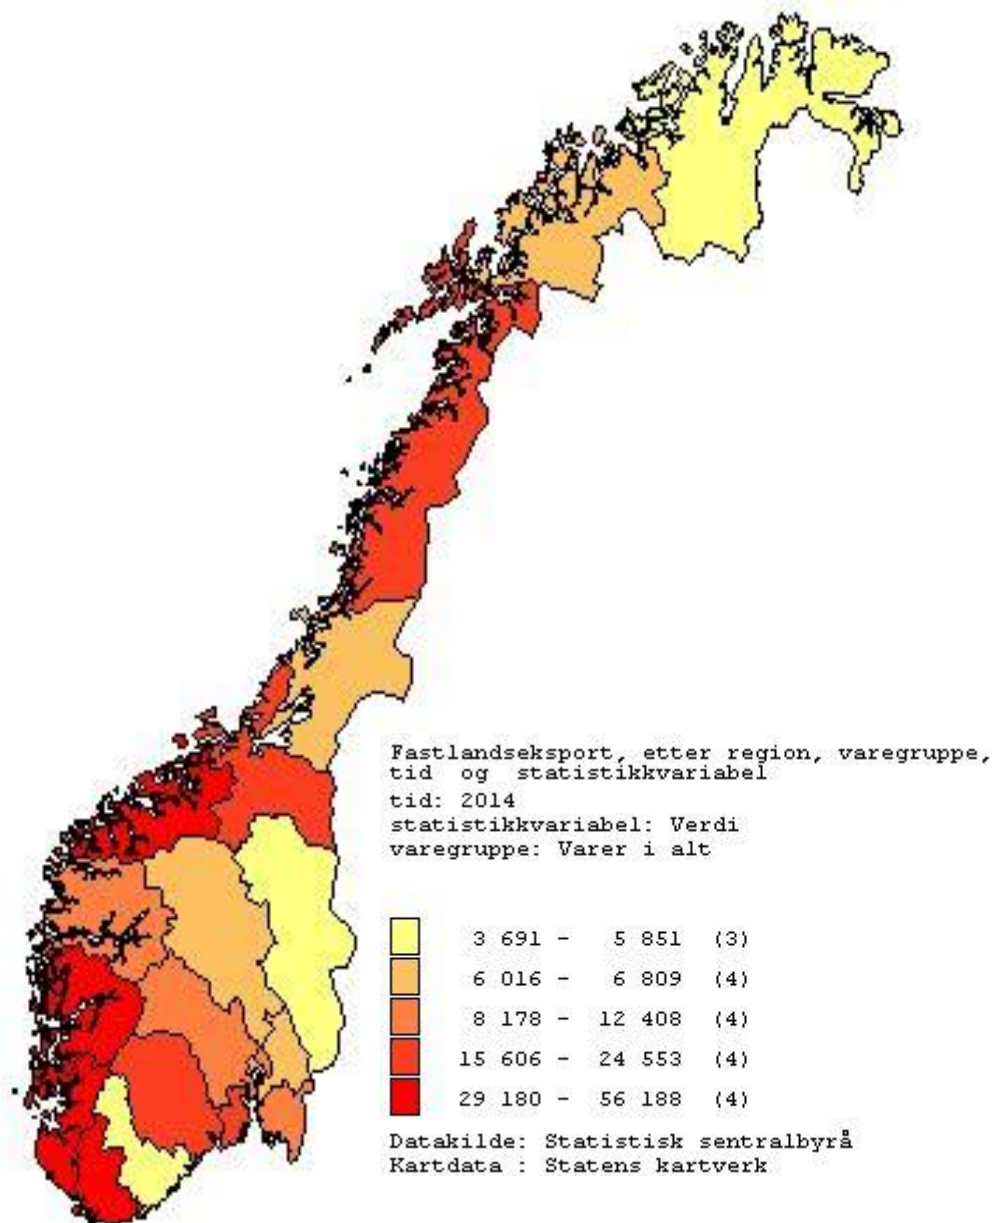 Fastlandseksport, etter region, varegruppe,
tid og statistikkvariabel
tid: 2014
statistikkvariabel: Verdi
varegruppe: Varer i alt
3 691 - 5 851 (3)
6 016 - 6 809 (4)
8 178 - 12 408 (4)
15 606 - 24 553 (4)
29 180 - 56 188 (4)
Datakilde: Statistisk sentralbyrå
Kartdata : Statens kartverk